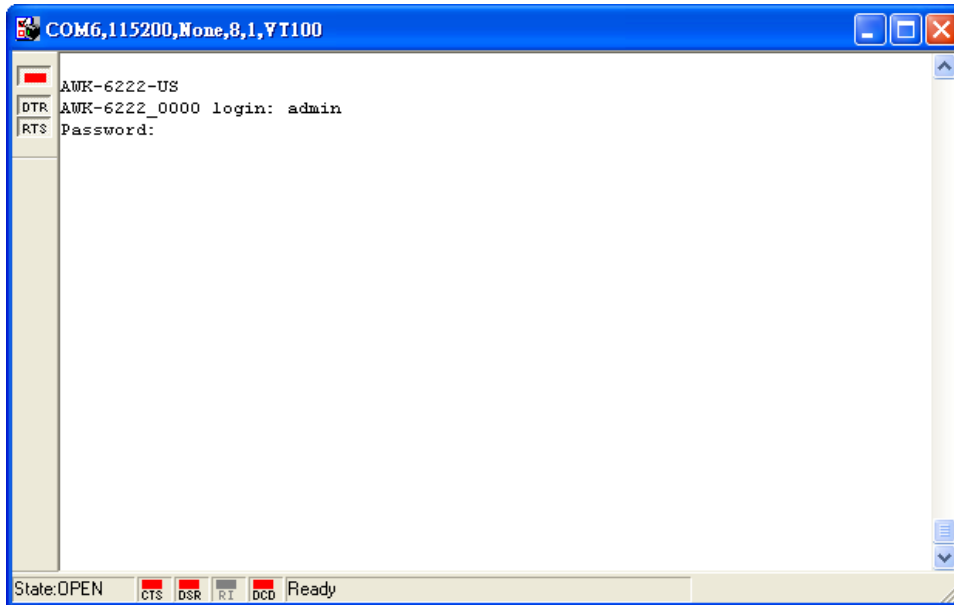 COM6,115200,None,8,1,VT100
AWK-6222-US
DTR
AWK-6222_0000 login: admin
RTS
Password:
State:OPEN
CTS
DSR
RI
DCD
Ready